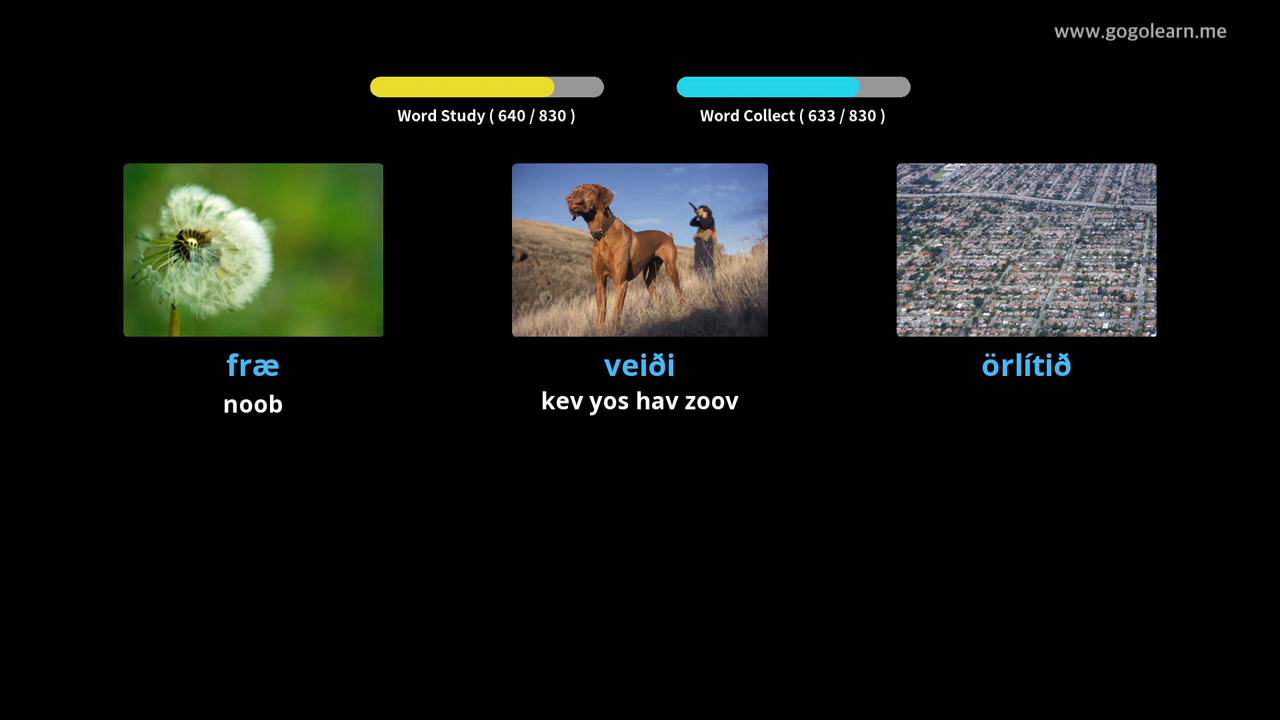 www.gogolearn.me
Word Study ( 640 / 830 )
Word Collect ( 633 / 830 )
fræ
veiði
örlítið
noob
kev yos hav zoov